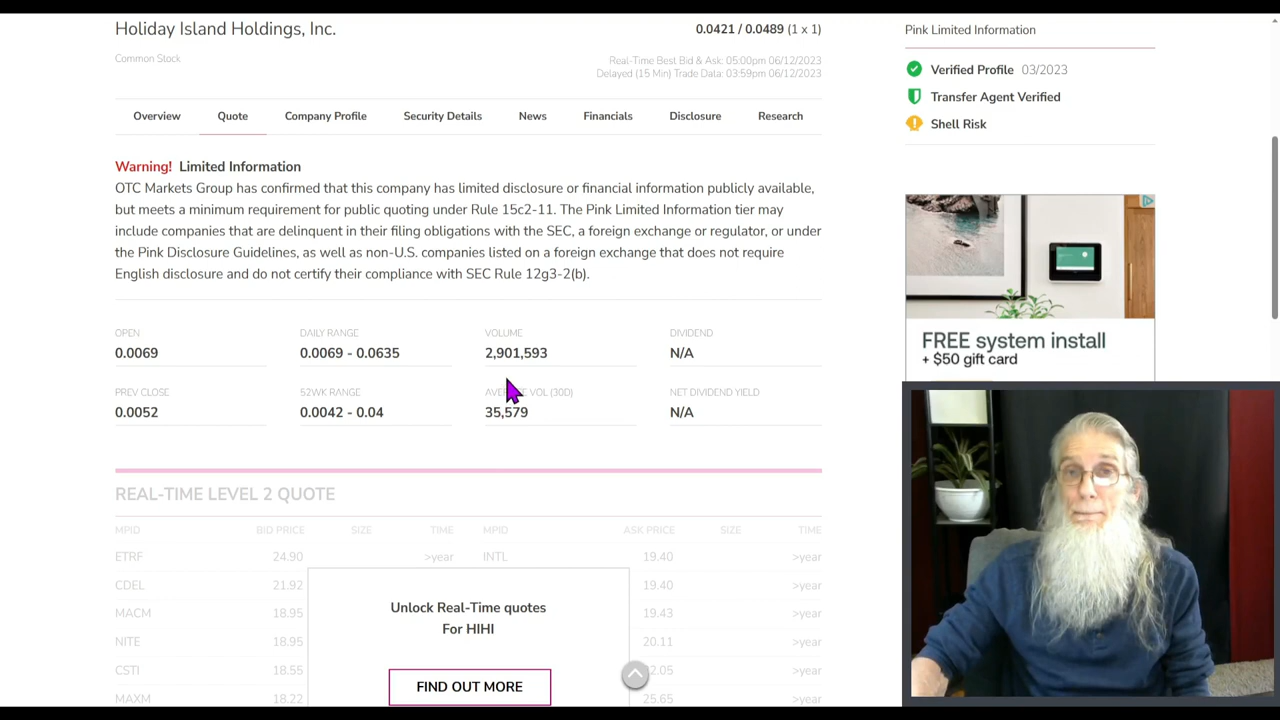 Holiday Island Holdings, Inc.
0.0421 / 0.0489 (1 x 1)
Common Stock
Real-Time Best Bid & Ask: 05:00pm 06/12/2023
Delayed (15 Min) Trade Data: 03:59pm 06/12/2023
Overview Quote Company Profile Security Details News Financials Disclosure Research
Warning! Limited Information
OTC Markets Group has confirmed that this company has limited disclosure or financial information publicly available,
but meets a minimum requirement for public quoting under Rule 15c2-11. The Pink Limited Information tier may
include companies that are delinquent in their filing obligations with the SEC, a foreign exchange or regulator, or under
the Pink Disclosure Guidelines, as well as non-U.S. companies listed on a foreign exchange that does not require
English disclosure and do not certify their compliance with SEC Rule 12g3-2(b).
OPEN DAILY RANGE VOLUME DIVIDEND
0.0069 0.0069 - 0.0635 2,901,593 N/A
PREV CLOSE 52WK RANGE VOL (30D) NET DIVIDEND YIELD
0.0052 0.0042 - 0.04 35,579 N/A
REAL-TIME LEVEL 2 QUOTE
MPID BID PRICE SIZE TIME MPID ASK PRICE SIZE TIME
ETRF 24.90 >year INTL 19.40 >year
CDEL 21.92 19.40 >year
MACM 18.95 19.43 >year
NITE 18.95 20.11 >year
CSTI 18.55 >year
MAXM 18.22 25.65 >year
Unlock Real-Time quotes
For HIHI
FIND OUT MORE
Pink Limited Information
Verified Profile 03/2023
Transfer Agent Verified
Shell Risk
FREE system install
+ $50 gift card